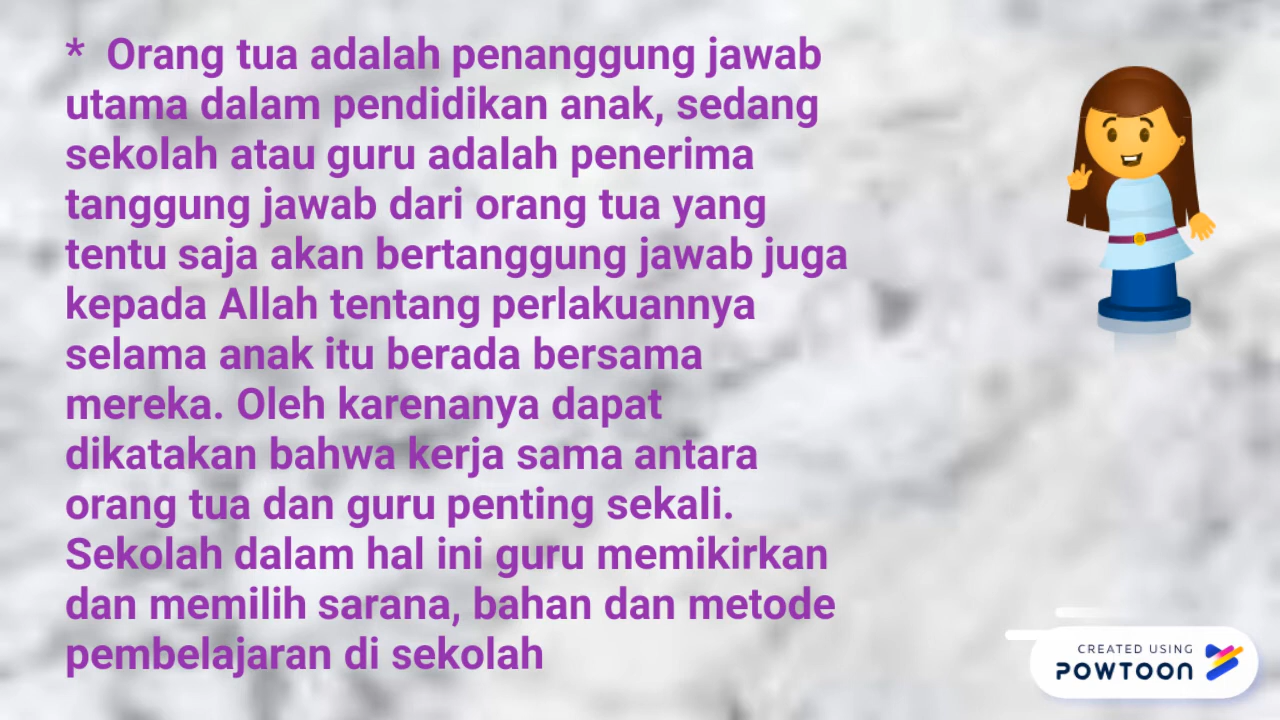 * Orang tua adalah penanggung jawab
utama dalam pendidikan anak, sedang
sekolah atau guru adalah penerima
tanggung jawab dari orang tua yang
tentu saja akan bertanggung jawab juga
kepada Allah tentang perlakuannya
selama anak itu berada bersama
mereka. Oleh karenanya dapat
dikatakan bahwa kerja sama antara
orang tua dan guru penting sekali.
Sekolah dalam hal ini guru memikirkan
dan memilih sarana, bahan dan metode
pembelajaran di sekolah
CREATED USING
POWTOON